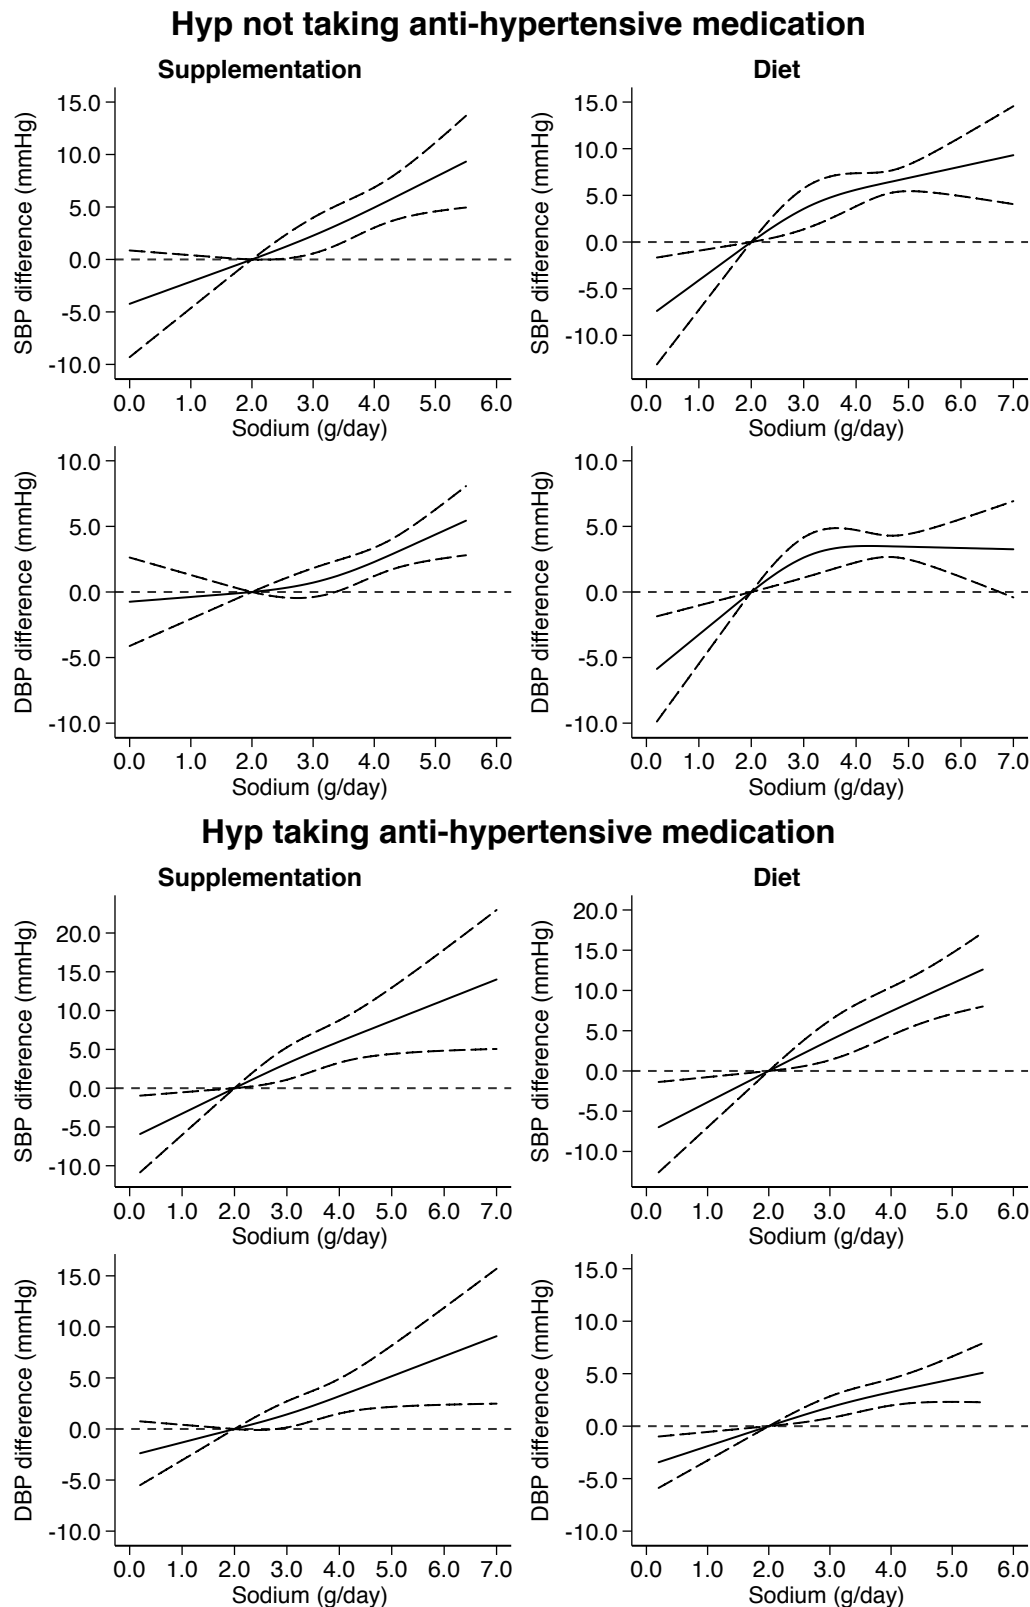 Hyp not taking anti-hypertensive medication
Supplementation
SBP difference (mmHg)
15.0
10.0
5.0
0.0
-5.0
-10.0
0.0 1.0 2.0 3.0 4.0 5.0 6.0
Sodium (g/day)
Diet
SBP difference (mmHg)
15.0
10.0
5.0
0.0
-5.0
-10.0
0.0 1.0 2.0 3.0 4.0 5.0 6.0 7.0
Sodium (g/day)
DBP difference (mmHg)
10.0
5.0
0.0
-5.0
-10.0
0.0 1.0 2.0 3.0 4.0 5.0 6.0
Sodium (g/day)
DBP difference (mmHg)
10.0
5.0
0.0
-5.0
-10.0
0.0 1.0 2.0 3.0 4.0 5.0 6.0 7.0
Sodium (g/day)
Hyp taking anti-hypertensive medication
Supplementation
SBP difference (mmHg)
20.0
15.0
10.0
5.0
0.0
-5.0
-10.0
0.0 1.0 2.0 3.0 4.0 5.0 6.0 7.0
Sodium (g/day)
Diet
SBP difference (mmHg)
20.0
15.0
10.0
5.0
0.0
-5.0
-10.0
0.0 1.0 2.0 3.0 4.0 5.0 6.0
Sodium (g/day)
DBP difference (mmHg)
15.0
10.0
5.0
0.0
-5.0
-10.0
0.0 1.0 2.0 3.0 4.0 5.0 6.0 7.0
Sodium (g/day)
DBP difference (mmHg)
15.0
10.0
5.0
0.0
-5.0
-10.0
0.0 1.0 2.0 3.0 4.0 5.0 6.0
Sodium (g/day)